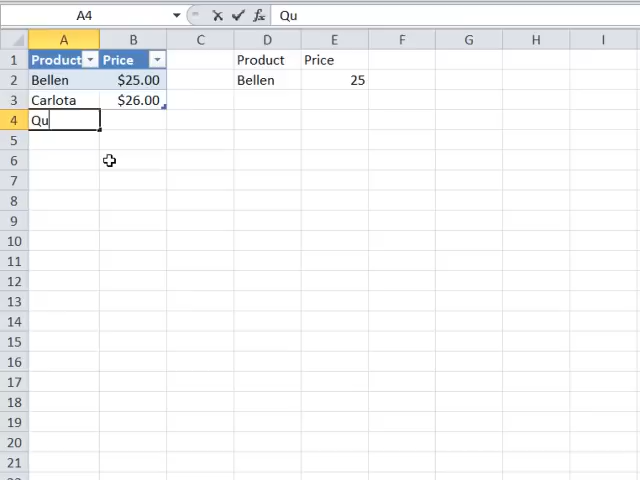 A4 Qu
A B C D E F G H I
1 Product Price Product Price
2 Bellen $25.00 Bellen 25
3 Carlota $26.00
4 Qu
5
6
7
8
9
10
11
12
13
14
15
16
17
18
19
20
21